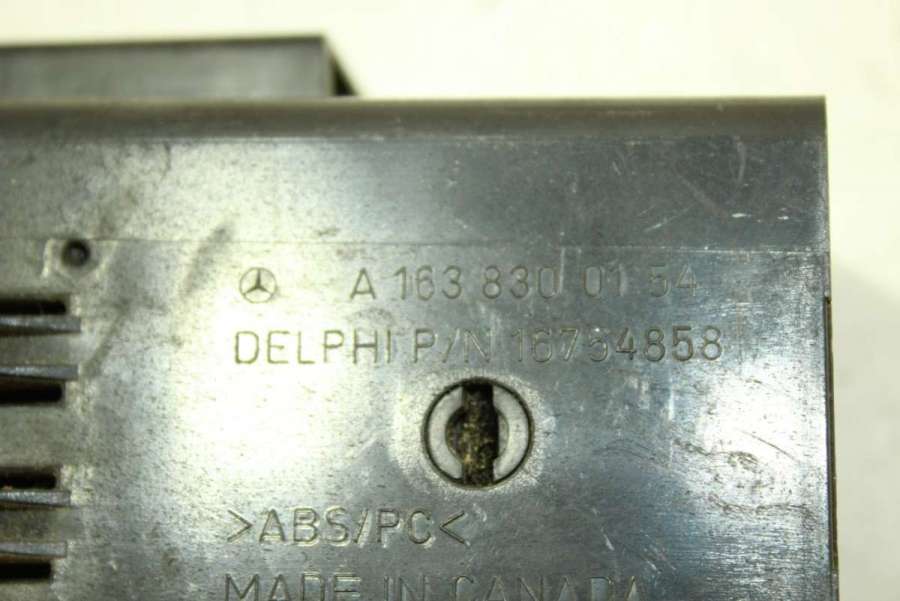 A 163 830 01 54
DELPHI P/N 16754858
>ABS/PC<
MADE IN CANADA